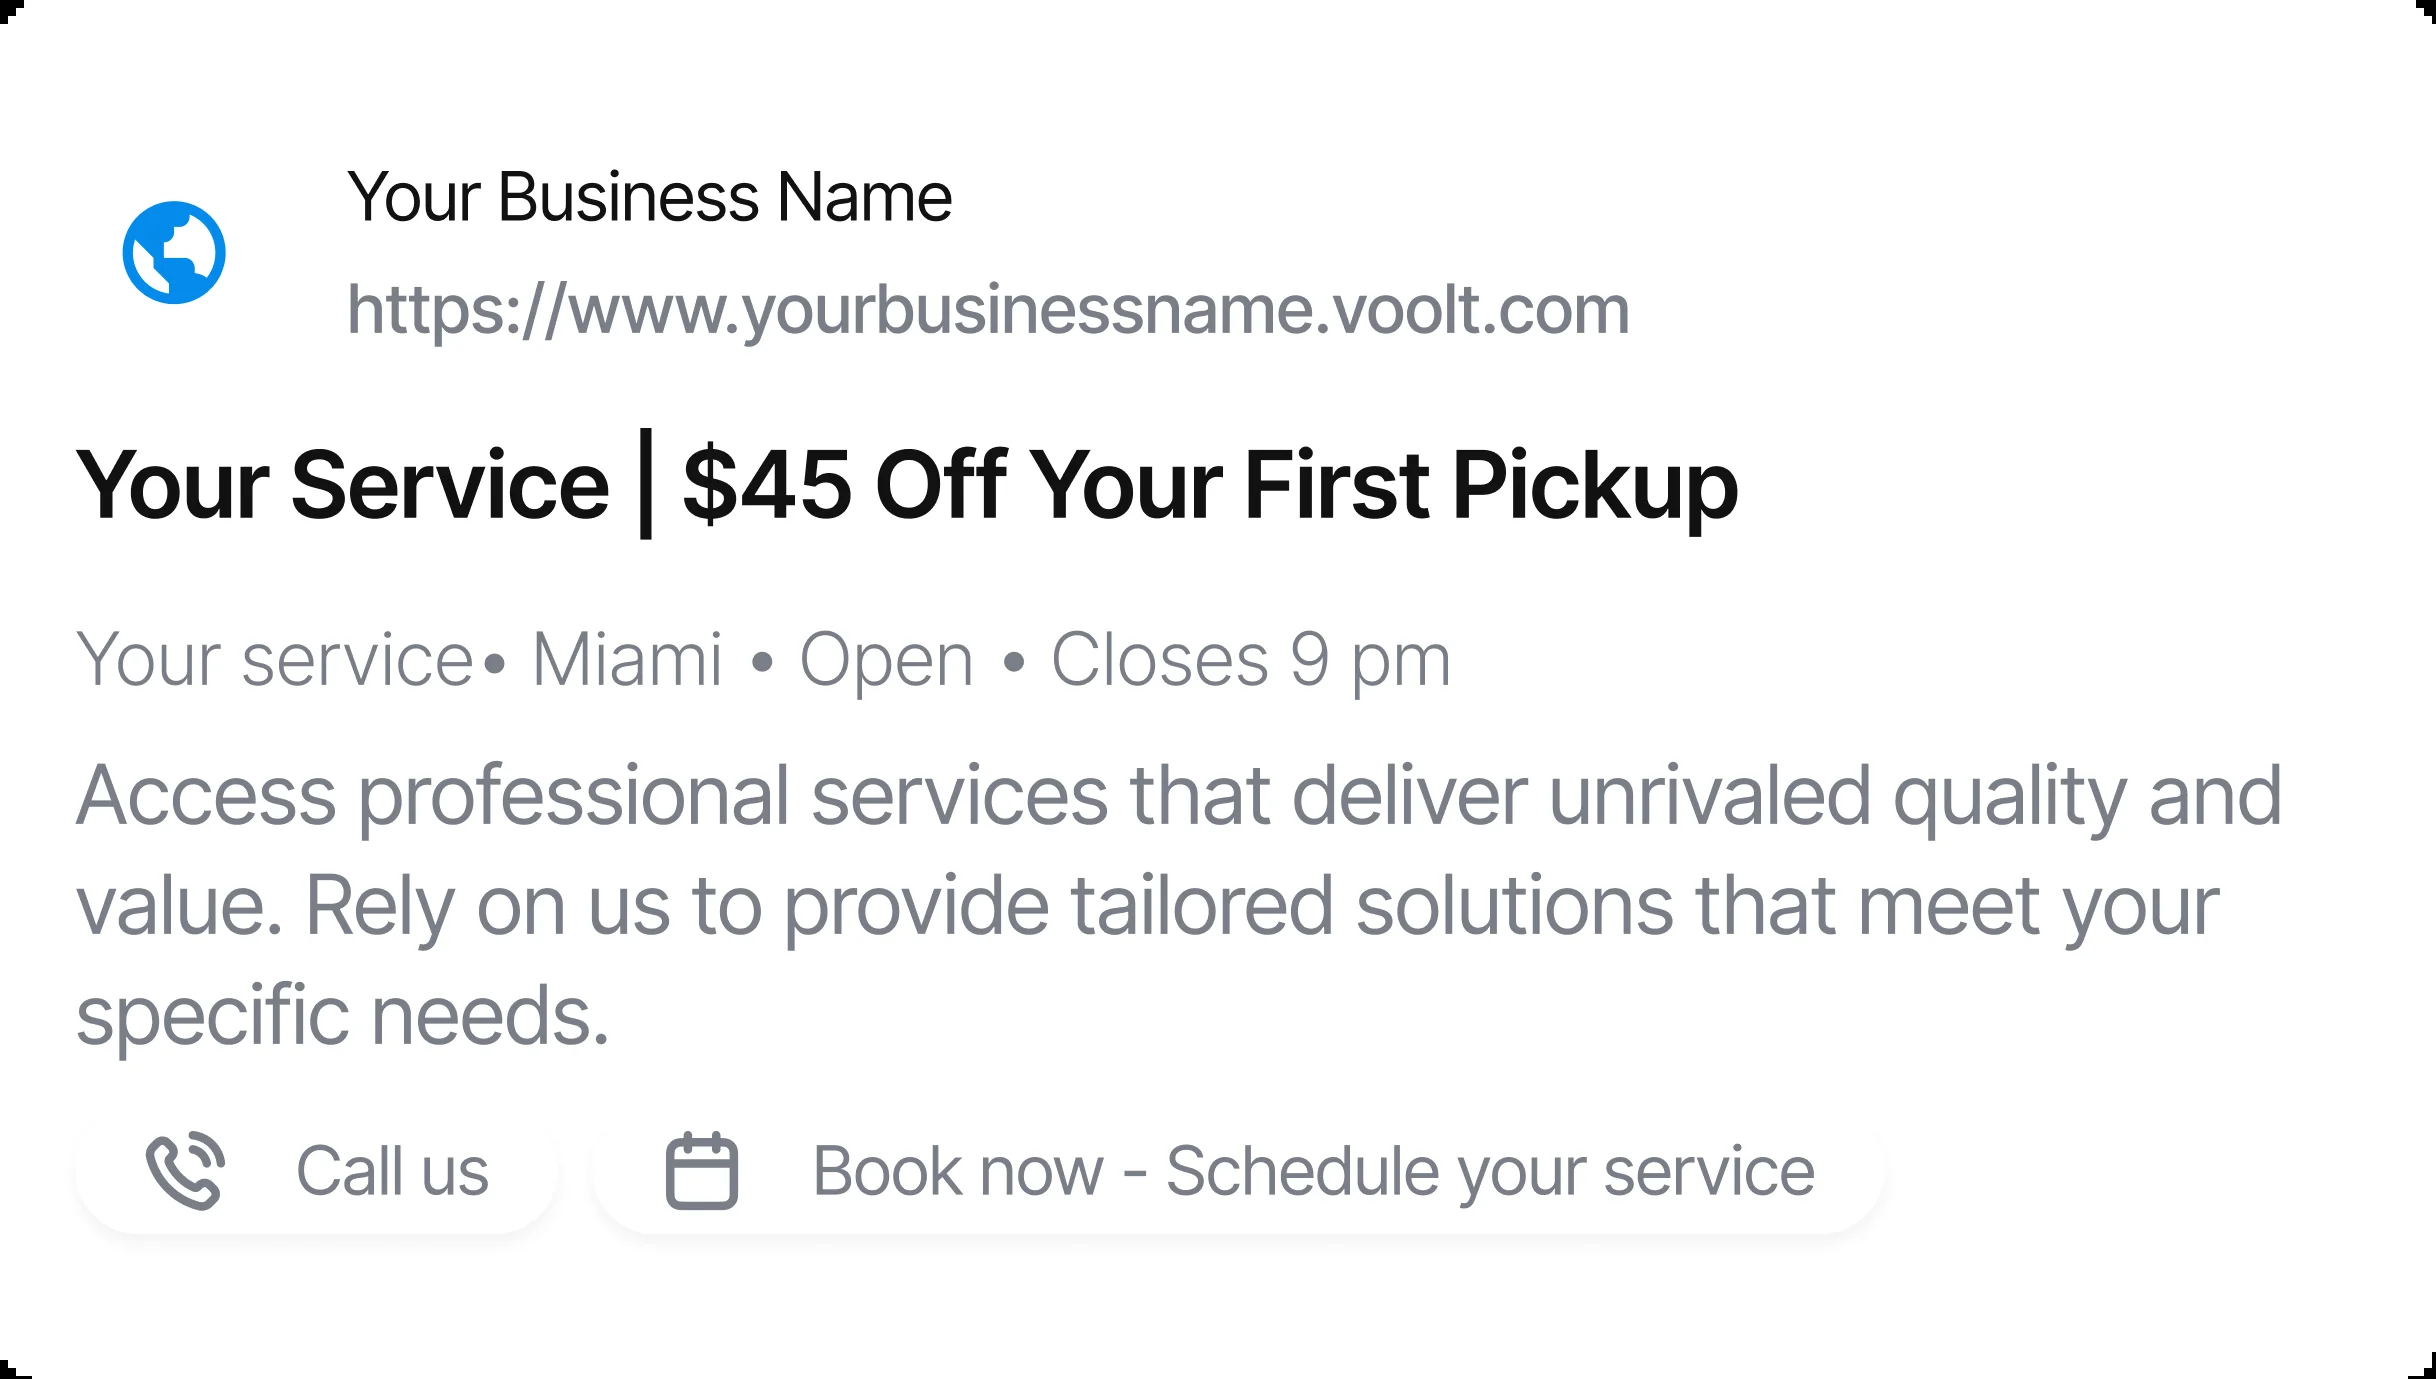 Your Business Name
https://www.yourbusinessname.voolt.com
Your Service | $45 Off Your First Pickup
Your service• Miami • Open • Closes 9 pm
Access professional services that deliver unrivaled quality and
value. Rely on us to provide tailored solutions that meet your
specific needs.
Call us
Book now - Schedule your service